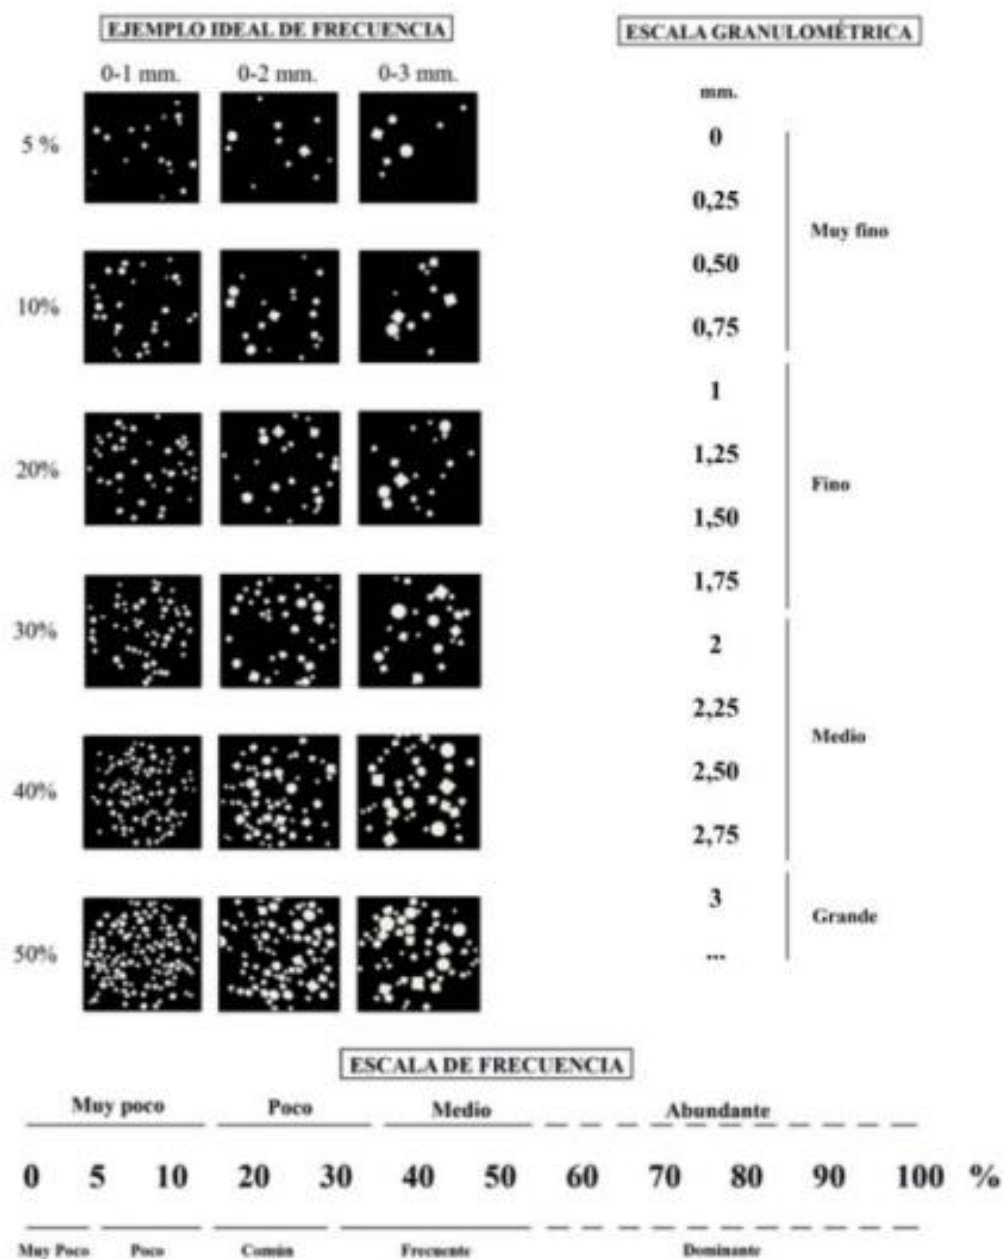 EJEMPLO IDEAL DE FRECUENCIA
0-1 mm. 0-2 mm. 0-3 mm.
5 %
10%
20%
30%
40%
50%
ESCALA GRANULOMÉTRICA
mm.
0
0,25
0,50
0,75
Muy fino
1
1,25
1,50
1,75
Fino
2
2,25
2,50
2,75
Medio
3
...
Grande
ESCALA DE FRECUENCIA
Muy poco Poco Medio Abundante
0 5 10 20 30 40 50 60 70 80 90 100 %
Muy Poco Poco Común Frecuente Dominante